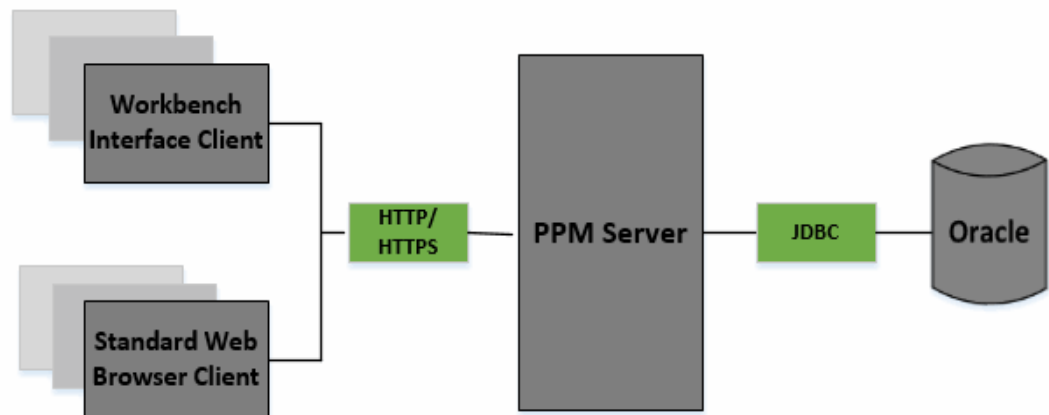 Workbench
Interface Client
HTTP/
HTTPS
PPM Server
JDBC
Oracle
Standard Web
Browser Client